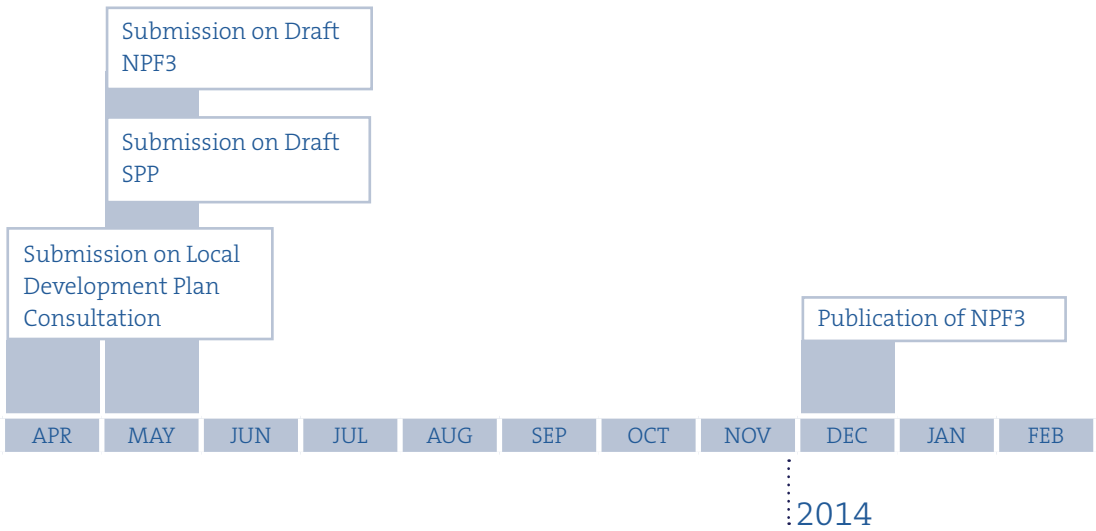 Submission on Draft
NPF3
Submission on Draft
SPP
Submission on Local
Development Plan
Consultation
Publication of NPF3
APR MAY JUN JUL AUG SEP OCT NOV DEC JAN FEB
2014